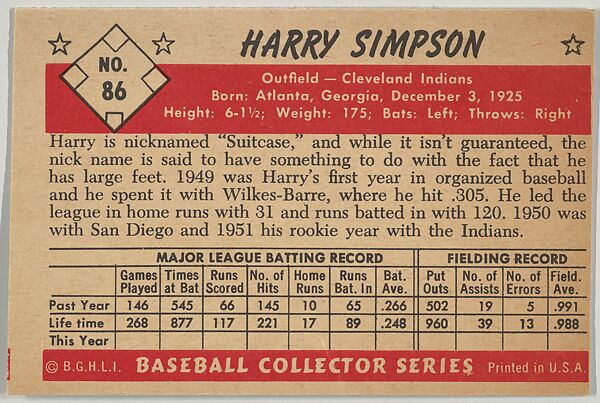 NO.
86
HARRY SIMPSON
Outfield — Cleveland Indians
Born: Atlanta, Georgia, December 3, 1925
Height: 6-1½; Weight: 175; Bats: Left; Throws: Right
Harry is nicknamed "Suitcase," and while it isn't guaranteed, the
nick name is said to have something to do with the fact that he
has large feet. 1949 was Harry's first year in organized baseball
and he spent it with Wilkes-Barre, where he hit .305. He led the
league in home runs with 31 and runs batted in with 120. 1950 was
with San Diego and 1951 his rookie year with the Indians.
MAJOR LEAGUE BATTING RECORD FIELDING RECORD
Games Played Times at Bat Runs Scored No. of Hits Home Runs Runs Bat. In Bat. Ave. Put Outs No. of Assists No. of Errors Field. Ave.
Past Year 146 545 66 145 10 65 .266 502 19 5 .991
Life time 268 877 117 221 17 89 .248 960 39 13 .988
This Year
© B.G.H.L.I. BASEBALL COLLECTOR SERIES Printed in U.S.A.